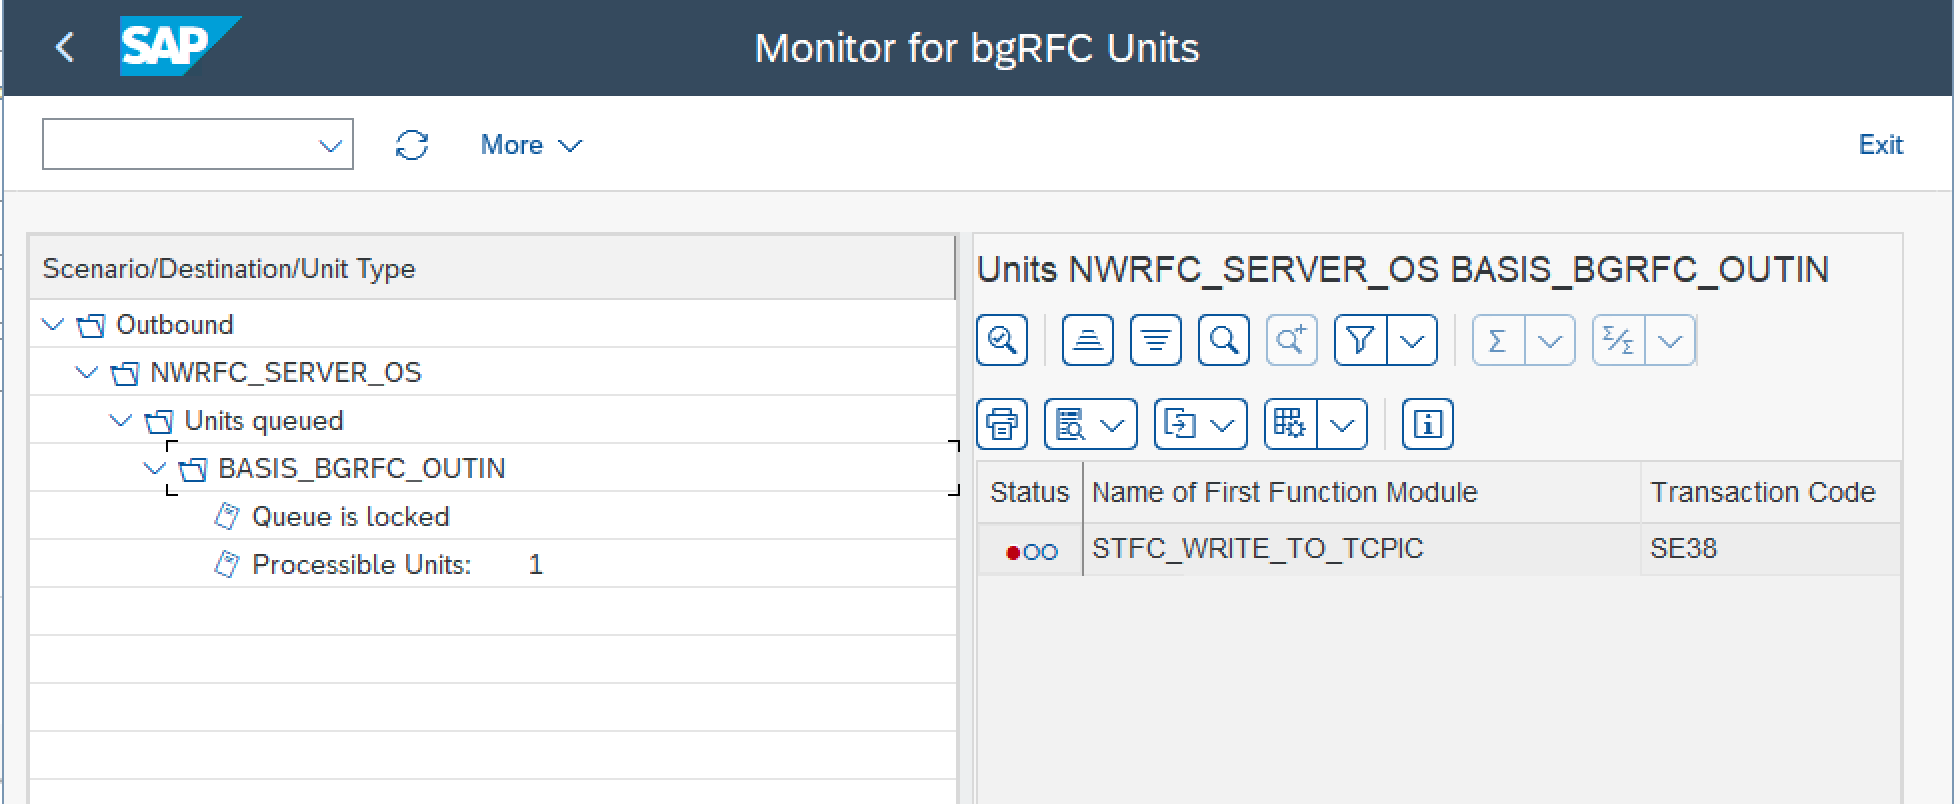 SAP
Monitor for bgRFC Units
More
Exit
Scenario/Destination/Unit Type
Outbound
NWRFC_SERVER_OS
Units queued
BASIS_BGRFC_OUTIN
Queue is locked
Processible Units: 1
Units NWRFC_SERVER_OS BASIS_BGRFC_OUTIN
Status Name of First Function Module Transaction Code
STFC_WRITE_TO_TCPIC SE38